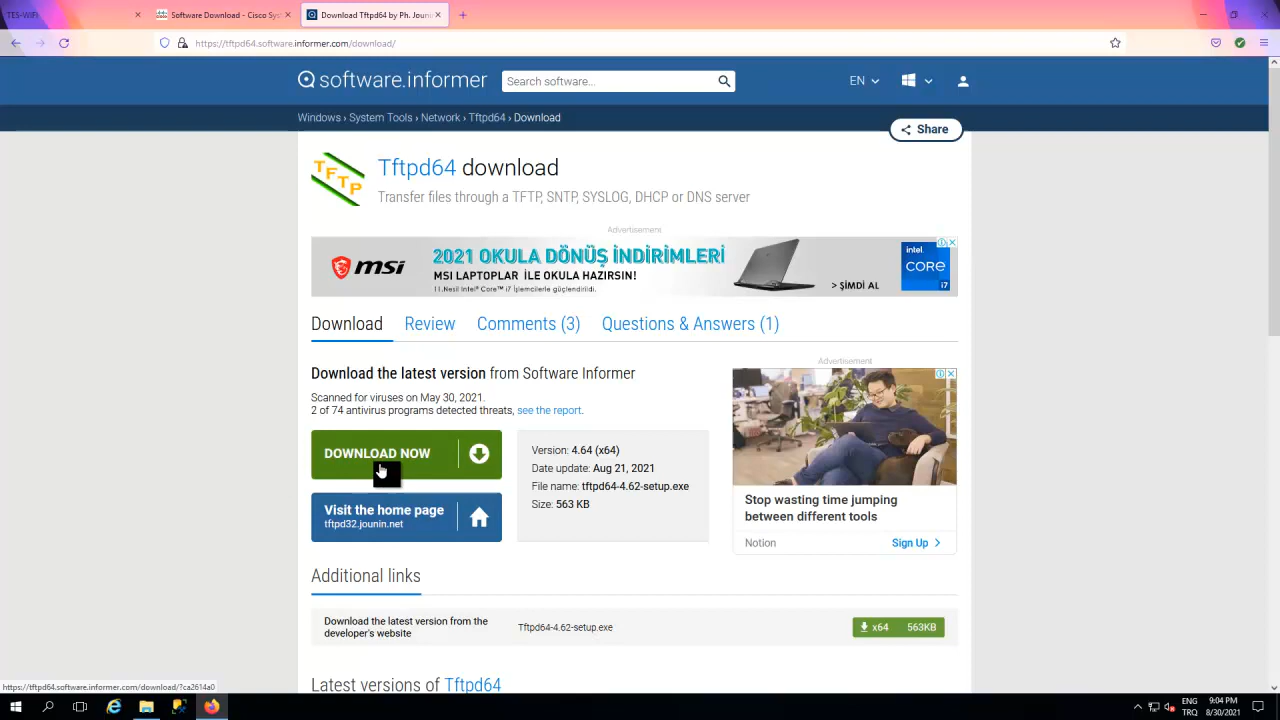 TES-WIFI
Software Download - Cisco Sys
Download Tftpd64 by Ph. Jouni
https://tftpd64.software.informer.com/download/
software.informer
Search software...
EN
Windows › System Tools › Network › Tftpd64 › Download
Share
TFTP
Tftpd64 download
Transfer files through a TFTP, SNTP, SYSLOG, DHCP or DNS server
Advertisement
msi
2021 OKULA DÖNÜŞ İNDİRİMLERİ
MSI LAPTOPLAR İLE OKULA HAZIRSIN!
11.Nesil Intel® Core™ i7 İşlemcilerle güçlendirildi.
> ŞİMDİ AL
intel.
CORE
i7
Download
Review
Comments (3)
Questions & Answers (1)
Download the latest version from Software Informer
Scanned for viruses on May 30, 2021.
2 of 74 antivirus programs detected threats, see the report.
DOWNLOAD NOW
Visit the home page
tftpd32.jounin.net
Version: 4.64 (x64)
Date update: Aug 21, 2021
File name: tftpd64-4.62-setup.exe
Size: 563 KB
Advertisement
Stop wasting time jumping
between different tools
Notion
Sign Up
Additional links
Download the latest version from the
developer's website
Tftpd64-4.62-setup.exe
x64 563KB
Latest versions of Tftpd64
https://tftpd64.software.informer.com/download/?ca2614a0
ENG
TRQ
9:04 PM
8/30/2021